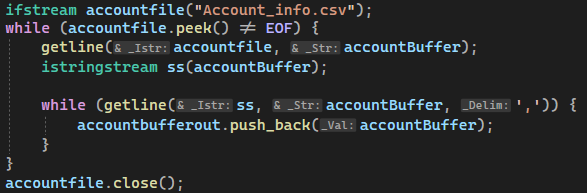 ifstream accountfile("Account_info.csv");
while (accountfile.peek() ≠ EOF) {
getline(& _Istr: accountfile, & _Str: accountBuffer);
istringstream ss(accountBuffer);
while (getline(& _Istr: ss, & _Str: accountBuffer, _Delim: ',')) {
accountbufferout.push_back(_Val: accountBuffer);
}
}
accountfile.close();